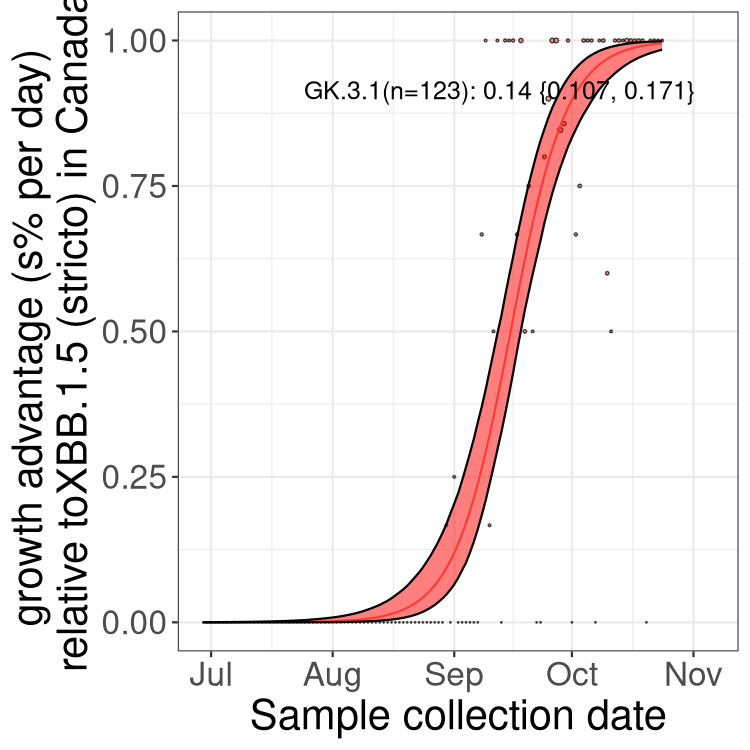 growth advantage (s% per day)
relative toXBB.1.5 (stricto) in Canada
1.00
0.75
0.50
0.25
0.00
GK.3.1(n=123): 0.14 {0.107, 0.171}
Jul Aug Sep Oct Nov
Sample collection date